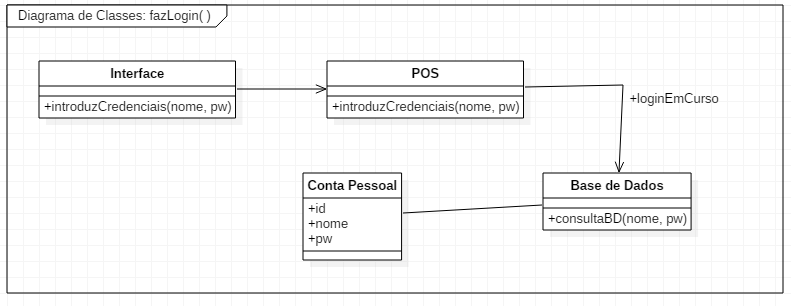 Diagrama de Classes: fazLogin( )
Interface
+introduzCredenciais(nome, pw)
POS
+introduzCredenciais(nome, pw)
+loginEmCurso
Conta Pessoal
+id
+nome
+pw
Base de Dados
+consultaBD(nome, pw)